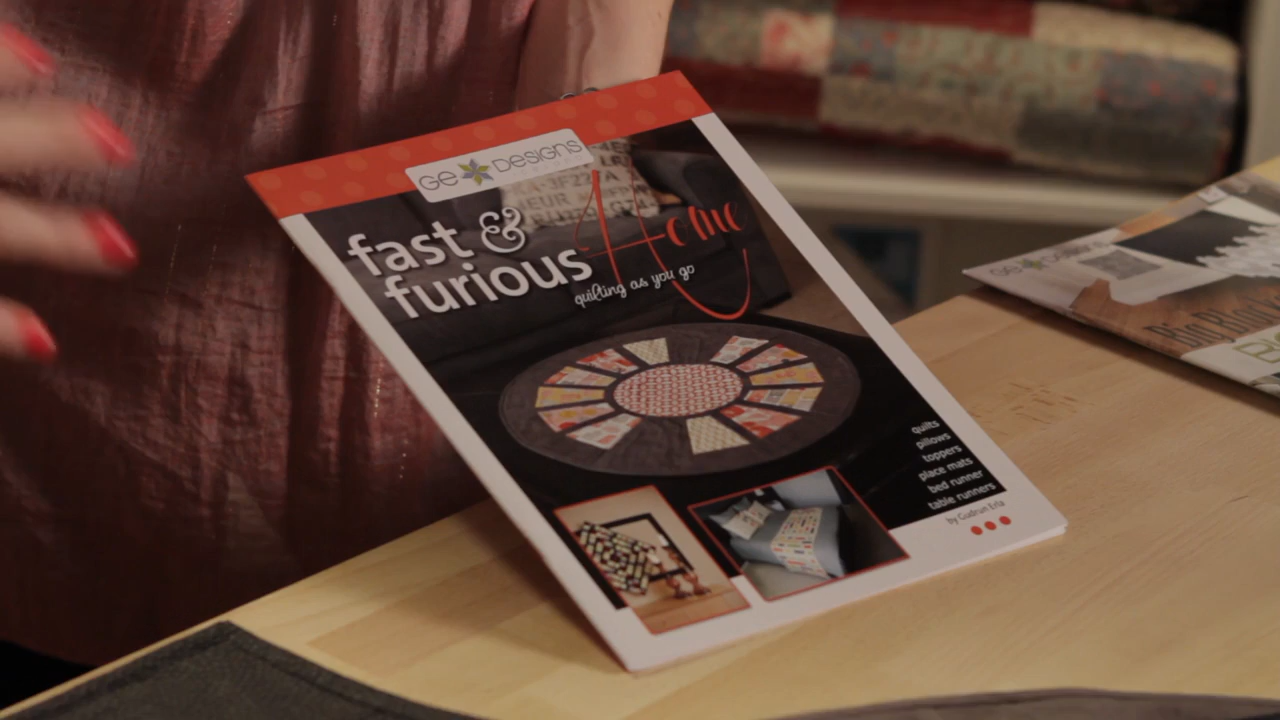 GE DESIGNS
fast &
furious
Home
quilting as you go
quilts
pillows
toppers
place mats
bed runner
table runners
by Gudrun Erla